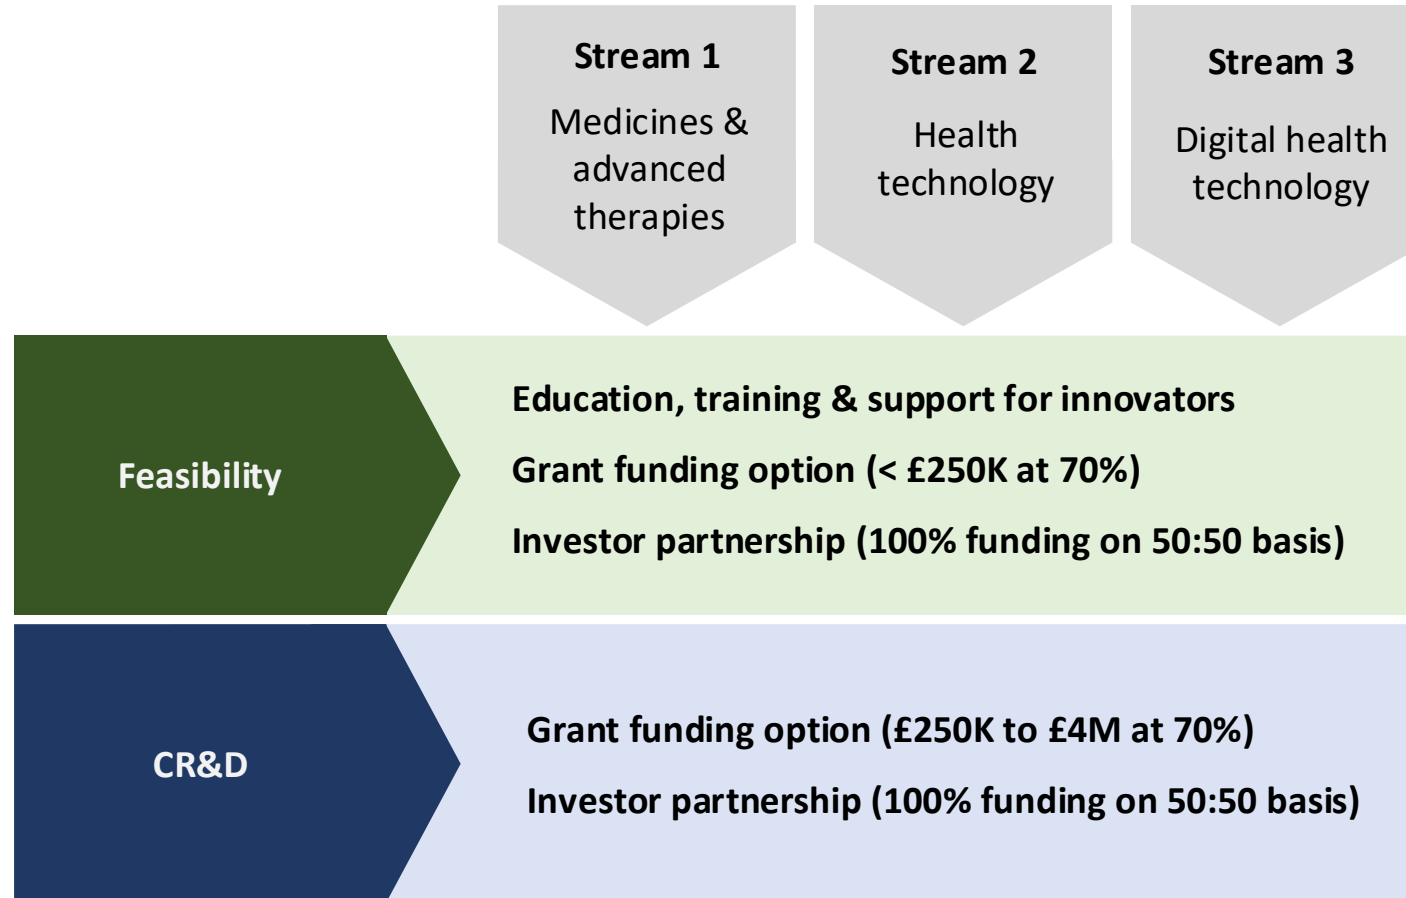 Stream 1
Medicines &
advanced
therapies
Stream 2
Health
technology
Stream 3
Digital health
technology
Feasibility
Education, training & support for innovators
Grant funding option (< £250K at 70%)
Investor partnership (100% funding on 50:50 basis)
CR&D
Grant funding option (£250K to £4M at 70%)
Investor partnership (100% funding on 50:50 basis)